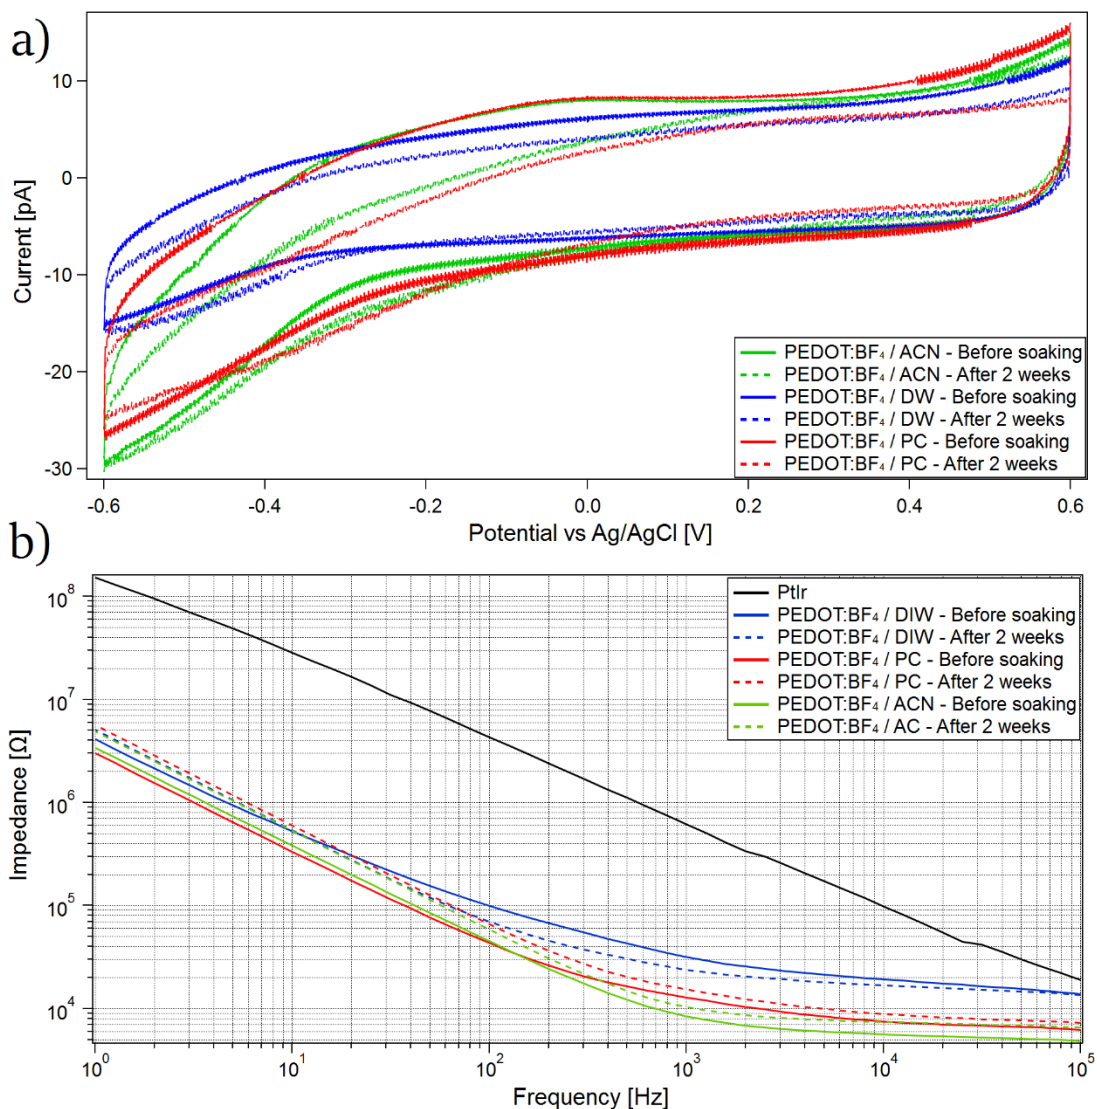 a)
Current [pA]
10
0
-10
-20
-30
PEDOT:BF₄ / ACN - Before soaking
PEDOT:BF₄ / ACN - After 2 weeks
PEDOT:BF₄ / DW - Before soaking
PEDOT:BF₄ / DW - After 2 weeks
PEDOT:BF₄ / PC - Before soaking
PEDOT:BF₄ / PC - After 2 weeks
-0.6 -0.4 -0.2 0.0 0.2 0.4 0.6
Potential vs Ag/AgCl [V]
b)
Impedance [Ω]
10⁸
10⁷
10⁶
10⁵
10⁴
PtIr
PEDOT:BF₄ / DIW - Before soaking
PEDOT:BF₄ / DIW - After 2 weeks
PEDOT:BF₄ / PC - Before soaking
PEDOT:BF₄ / PC - After 2 weeks
PEDOT:BF₄ / ACN - Before soaking
PEDOT:BF₄ / AC - After 2 weeks
10⁰ 10¹ 10² 10³ 10⁴ 10⁵
Frequency [Hz]